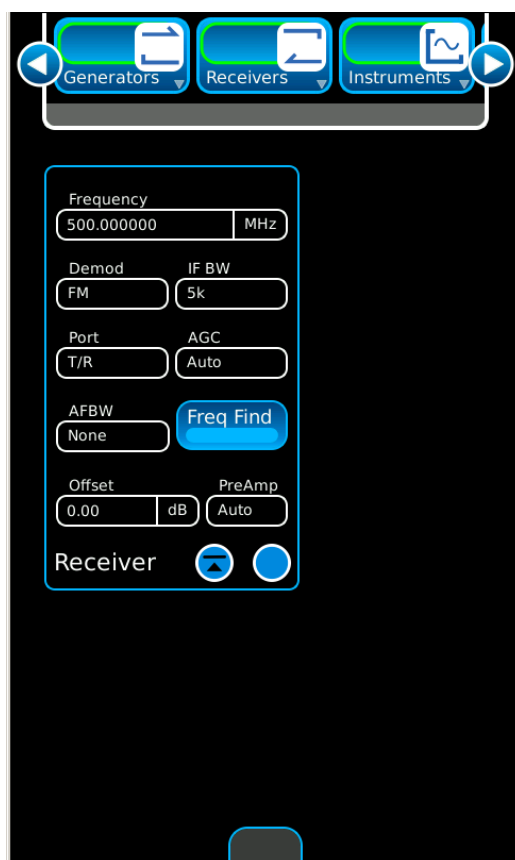 Generators Receivers Instruments
Frequency
500.000000 MHz
Demod IF BW
FM 5k
Port AGC
T/R Auto
AFBW Freq Find
None
Offset PreAmp
0.00 dB Auto
Receiver